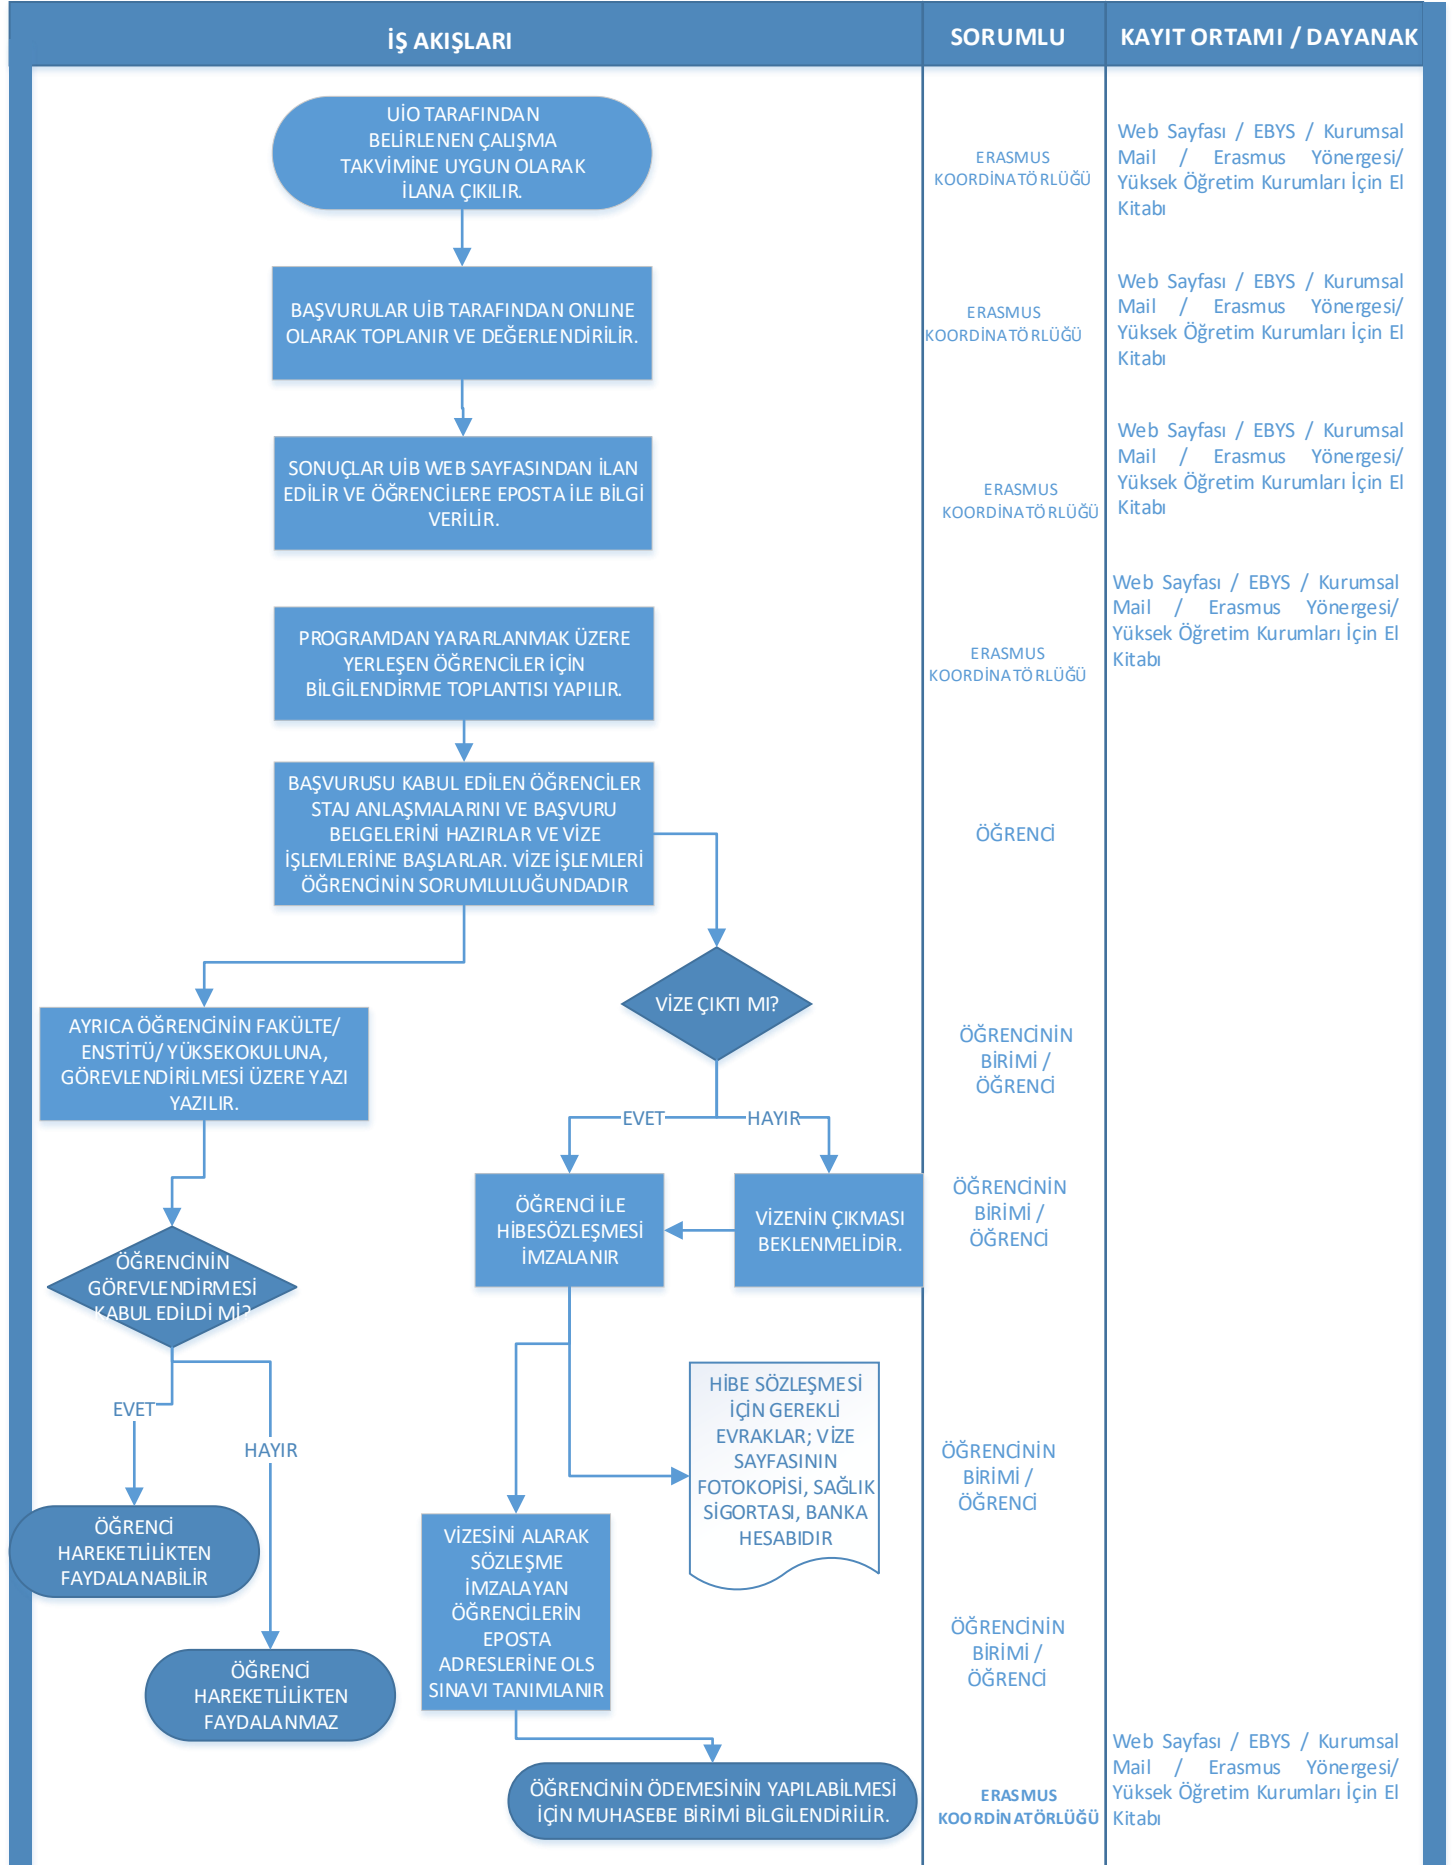 İŞ AKIŞLARI
SORUMLU
KAYIT ORTAMI / DAYANAK
UİO TARAFINDAN
BELİRLENEN ÇALIŞMA
TAKVİMİNE UYGUN OLARAK
İLANA ÇIKILIR.
ERASMUS
KOORDİNATÖRLÜĞÜ
Web Sayfası / EBYS / Kurumsal
Mail / Erasmus Yönergesi/
Yüksek Öğretim Kurumları İçin El
Kitabı
BAŞVURULAR UİB TARAFINDAN ONLINE
OLARAK TOPLANIR VE DEĞERLENDİRİLİR.
ERASMUS
KOORDİNATÖRLÜĞÜ
Web Sayfası / EBYS / Kurumsal
Mail / Erasmus Yönergesi/
Yüksek Öğretim Kurumları İçin El
Kitabı
SONUÇLAR UİB WEB SAYFASINDAN İLAN
EDİLİR VE ÖĞRENCİLERE EPOSTA İLE BİLGİ
VERİLİR.
ERASMUS
KOORDİNATÖRLÜĞÜ
Web Sayfası / EBYS / Kurumsal
Mail / Erasmus Yönergesi/
Yüksek Öğretim Kurumları İçin El
Kitabı
PROGRAMDAN YARARLANMAK ÜZERE
YERLEŞEN ÖĞRENCİLER İÇİN
BİLGİLENDİRME TOPLANTISI YAPILIR.
ERASMUS
KOORDİNATÖRLÜĞÜ
Web Sayfası / EBYS / Kurumsal
Mail / Erasmus Yönergesi/
Yüksek Öğretim Kurumları İçin El
Kitabı
BAŞVURUSU KABUL EDİLEN ÖĞRENCİLER
STAJ ANLAŞMALARINI VE BAŞVURU
BELGELERİNİ HAZIRLAR VE VİZE
İŞLEMLERİNE BAŞLARLAR. VİZE İŞLEMLERİ
ÖĞRENCİNİN SORUMLULUĞUNDADIR
ÖĞRENCİ
VİZE ÇIKTI MI?
AYRICA ÖĞRENCİNİN FAKÜLTE/
ENSTİTÜ/ YÜKSEKOKULUNA,
GÖREVLENDİRİLMESİ ÜZERE YAZI
YAZILIR.
ÖĞRENCİNİN
BİRİMİ /
ÖĞRENCİ
EVET
HAYIR
ÖĞRENCİ İLE
HİBESÖZLEŞMESİ
İMZALANIR
VİZENİN ÇIKMASI
BEKLENMELİDİR.
ÖĞRENCİNİN
BİRİMİ /
ÖĞRENCİ
ÖĞRENCİNİN
GÖREVLENDİRMESİ
KABUL EDİLDİ Mİ?
EVET
HAYIR
HİBE SÖZLEŞMESİ
İÇİN GEREKLİ
EVRAKLAR; VİZE
SAYFASININ
FOTOKOPİSİ, SAĞLIK
SİGORTASI, BANKA
HESABIDIR
ÖĞRENCİNİN
BİRİMİ /
ÖĞRENCİ
ÖĞRENCİ
HAREKETLİLİKTEN
FAYDALANABİLİR
VİZESİNİ ALARAK
SÖZLEŞME
İMZALAYAN
ÖĞRENCİLERİN
EPOSTA
ADRESLERİNE OLS
SINAVI TANIMLANIR
ÖĞRENCİNİN
BİRİMİ /
ÖĞRENCİ
ÖĞRENCİ
HAREKETLİLİKTEN
FAYDALANMAZ
ÖĞRENCİNİN ÖDEMESİNİN YAPILABİLMESİ
İÇİN MUHASEBE BİRİMİ BİLGİLENDİRİLİR.
ERASMUS
KOORDİNATÖRLÜĞÜ
Web Sayfası / EBYS / Kurumsal
Mail / Erasmus Yönergesi/
Yüksek Öğretim Kurumları İçin El
Kitabı